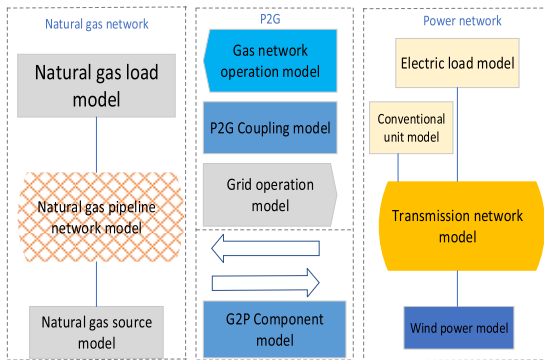 Natural gas network
Natural gas load
model
Natural gas pipeline
network model
Natural gas source
model
P2G
Gas network
operation model
P2G Coupling model
Grid operation
model
G2P Component
model
Power network
Electric load model
Conventional
unit model
Transmission network
model
Wind power model